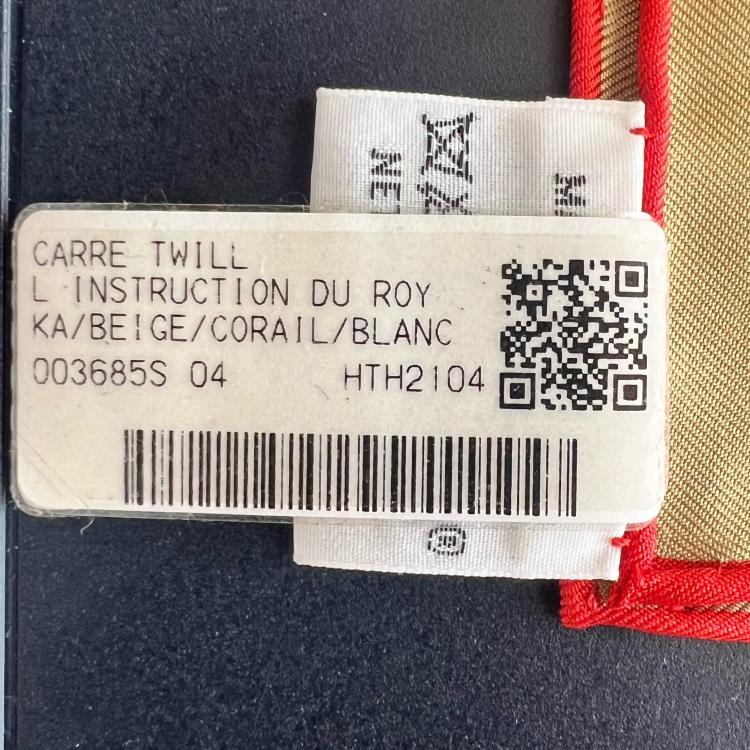 CARRE TWILL
L INSTRUCTION DU ROY
KA/BEIGE/CORAIL/BLANC
003685S 04 HTH2104